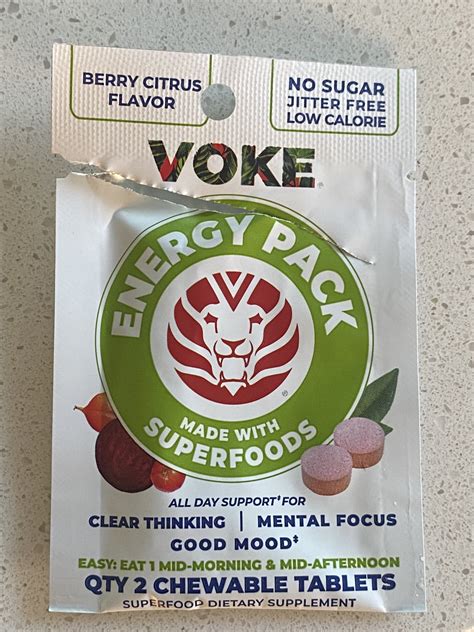 BERRY CITRUS
FLAVOR
NO SUGAR
JITTER FREE
LOW CALORIE
VOKE
ENERGY PACK
MADE WITH
SUPERFOODS
ALL DAY SUPPORT‡ FOR
CLEAR THINKING | MENTAL FOCUS
GOOD MOOD‡
EASY: EAT 1 MID-MORNING & MID-AFTERNOON
QTY 2 CHEWABLE TABLETS
SUPERFOOD DIETARY SUPPLEMENT